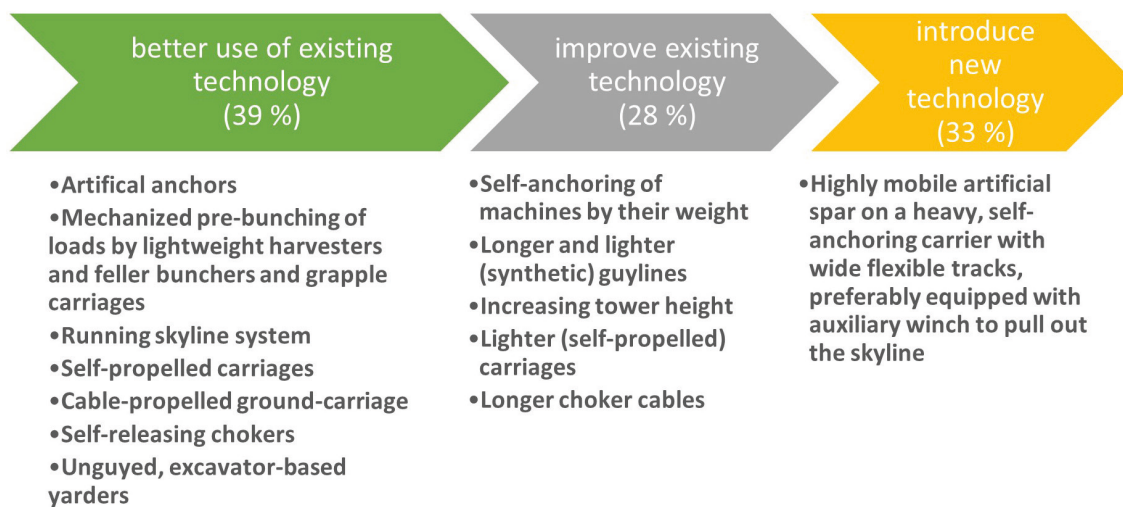 better use of existing
technology
(39 %)
•Artifical anchors
•Mechanized pre-bunching of
loads by lightweight harvesters
and feller bunchers and grapple
carriages
•Running skyline system
•Self-propelled carriages
•Cable-propelled ground-carriage
•Self-releasing chokers
•Unguyed, excavator-based
yarders
improve existing
technology
(28 %)
•Self-anchoring of
machines by their weight
•Longer and lighter
(synthetic) guylines
•Increasing tower height
•Lighter (self-propelled)
carriages
•Longer choker cables
introduce
new
technology
(33 %)
•Highly mobile artificial
spar on a heavy, self-
anchoring carrier with
wide flexible tracks,
preferably equipped with
auxiliary winch to pull out
the skyline